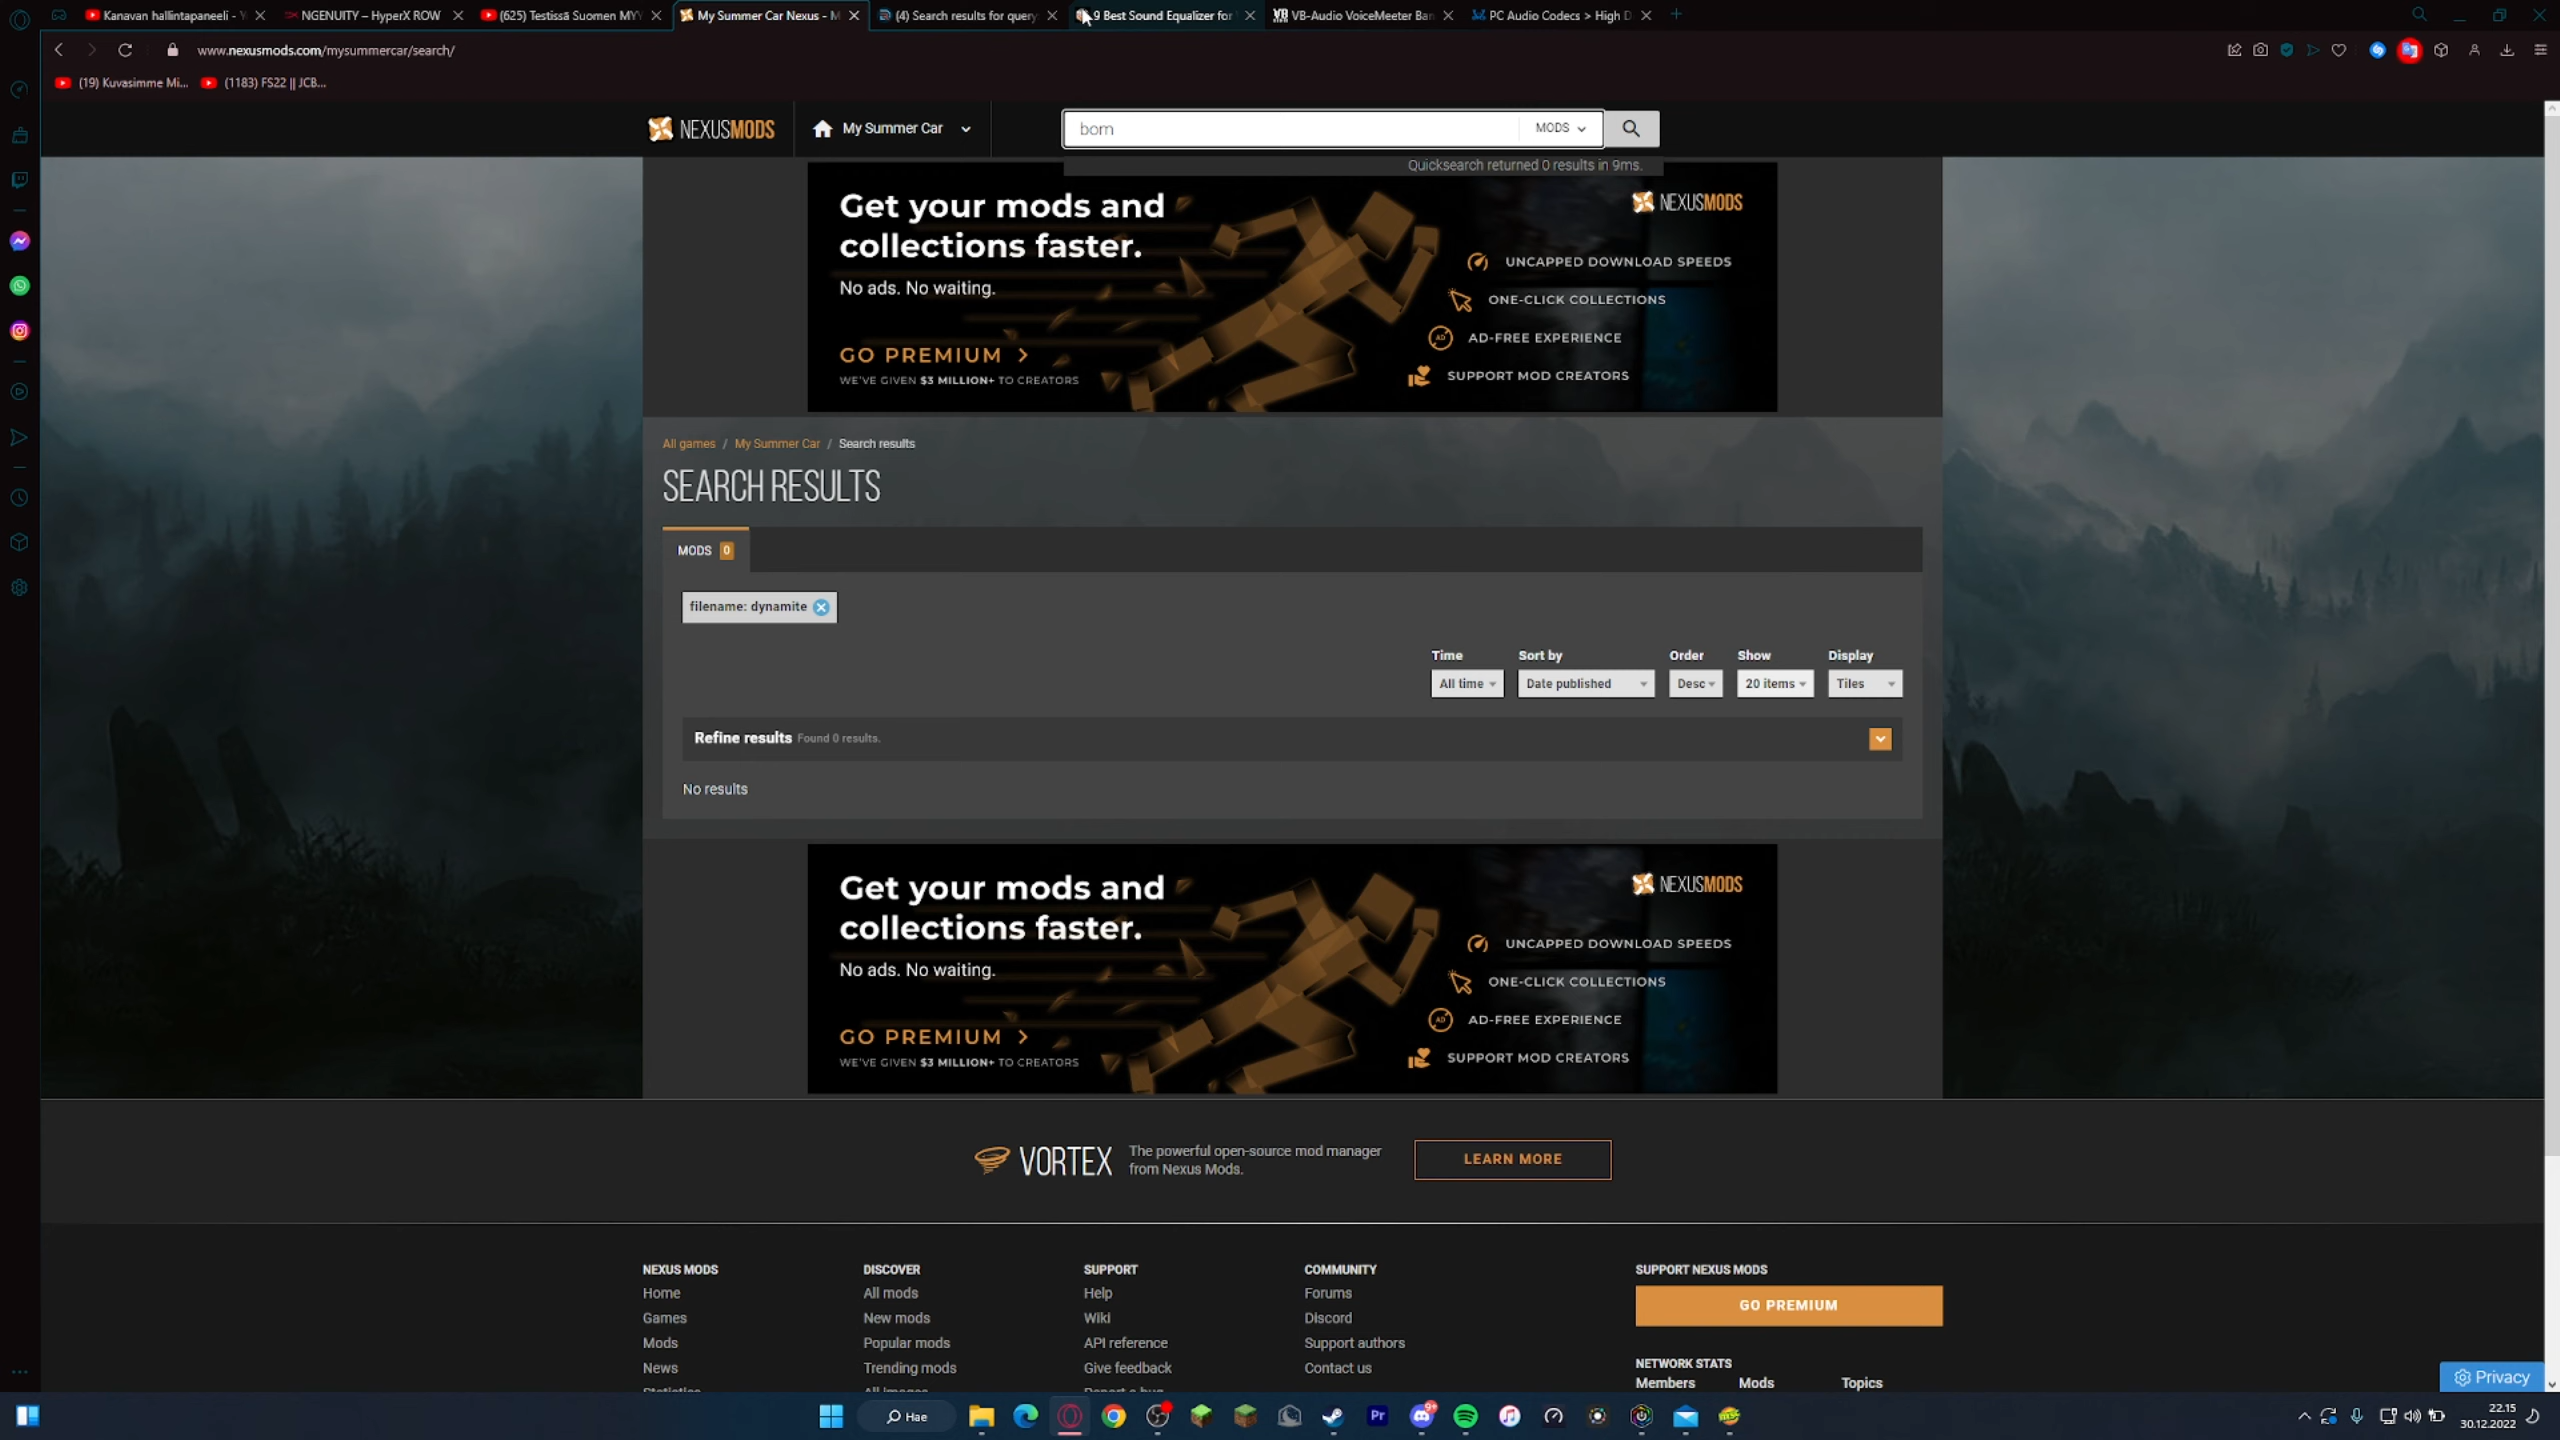 Kanavan hallintapaneeli - Y
NGENUITY – HyperX ROW
(625) Testissä Suomen MYY
My Summer Car Nexus - M
(4) Search results for query
9 Best Sound Equalizer for
VB-Audio VoiceMeeter Ban
PC Audio Codecs > High D
www.nexusmods.com/mysummercar/search/
(19) Kuvasimme Mi...
(1183) FS22 || JCB...
NEXUSMODS
My Summer Car
bom
MODS
Quicksearch returned 0 results in 9ms.
Get your mods and
collections faster.
No ads. No waiting.
GO PREMIUM >
WE'VE GIVEN $3 MILLION+ TO CREATORS
NEXUSMODS
UNCAPPED DOWNLOAD SPEEDS
ONE-CLICK COLLECTIONS
AD-FREE EXPERIENCE
SUPPORT MOD CREATORS
All games / My Summer Car / Search results
SEARCH RESULTS
MODS 0
filename: dynamite
Time Sort by Order Show Display
All time Date published Desc 20 items Tiles
Refine results Found 0 results.
No results
Get your mods and
collections faster.
No ads. No waiting.
GO PREMIUM >
WE'VE GIVEN $3 MILLION+ TO CREATORS
NEXUSMODS
UNCAPPED DOWNLOAD SPEEDS
ONE-CLICK COLLECTIONS
AD-FREE EXPERIENCE
SUPPORT MOD CREATORS
VORTEX
The powerful open-source mod manager
from Nexus Mods.
LEARN MORE
NEXUS MODS
Home
Games
Mods
News
Statistics
DISCOVER
All mods
New mods
Popular mods
Trending mods
All images
SUPPORT
Help
Wiki
API reference
Give feedback
Report a bug
COMMUNITY
Forums
Discord
Support authors
Contact us
SUPPORT NEXUS MODS
GO PREMIUM
NETWORK STATS
Members Mods Topics
Privacy
Hae
Pr
9+
22.15
30.12.2022